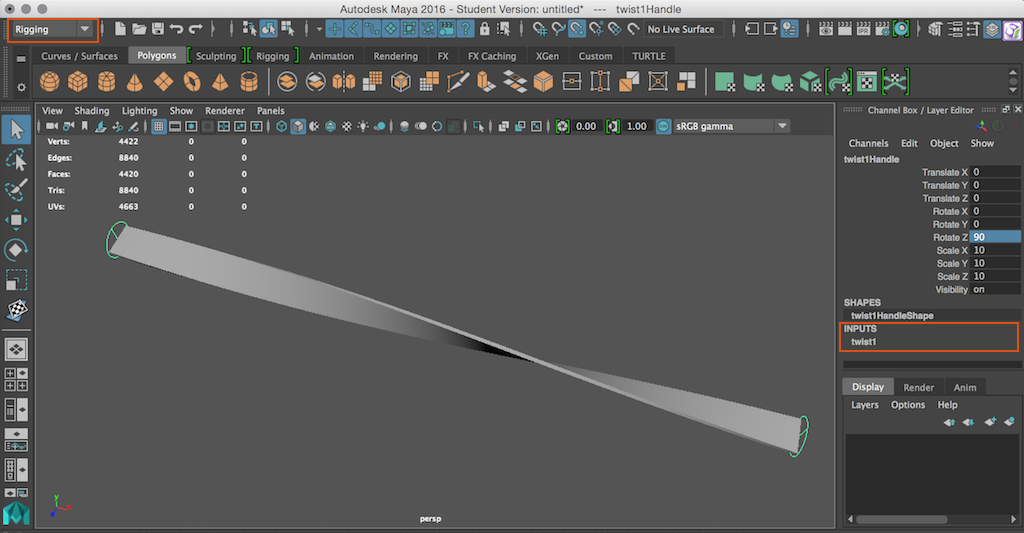 Autodesk Maya 2016 - Student Version: untitled* --- twist1Handle
Rigging
No Live Surface
Curves / Surfaces Polygons Sculpting Rigging Animation Rendering FX FX Caching XGen Custom TURTLE
View Shading Lighting Show Renderer Panels
0.00 1.00 sRGB gamma
Verts: 4422 0 0
Edges: 8840 0 0
Faces: 4420 0 0
Tris: 8840 0 0
UVs: 4663 0 0
persp
Channel Box / Layer Editor
Channels Edit Object Show
twist1Handle
Translate X 0
Translate Y 0
Translate Z 0
Rotate X 0
Rotate Y 0
Rotate Z 90
Scale X 10
Scale Y 10
Scale Z 10
Visibility on
SHAPES
twist1HandleShape
INPUTS
twist1
Display Render Anim
Layers Options Help